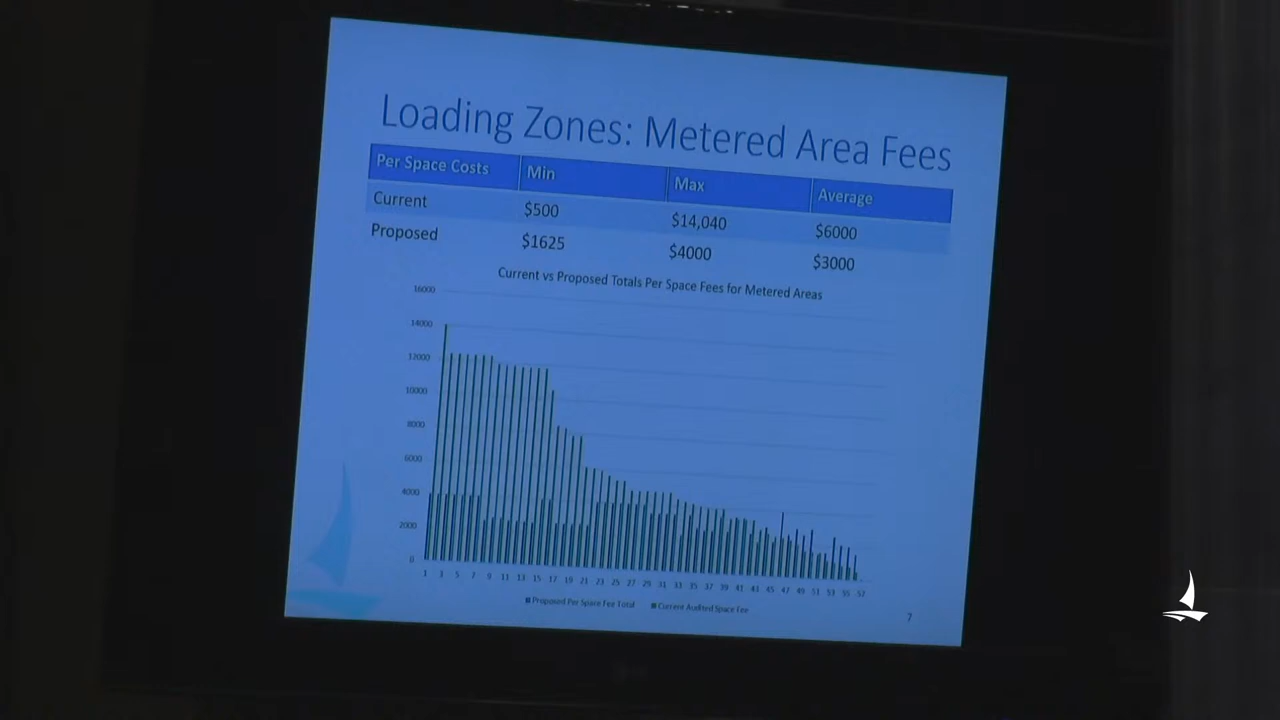 Loading Zones: Metered Area Fees
Per Space Costs Min Max Average
Current $500 $14,040 $6000
Proposed $1625 $4000 $3000
Current vs Proposed Totals Per Space Fees for Metered Areas
16000
14000
12000
10000
8000
6000
4000
2000
0
1 3 5 7 9 11 13 15 17 19 21 23 25 27 29 31 33 35 37 39 41 43 45 47 49 51 53 55 57
Proposed Per Space Fee Total Current Audited Space Fee
7